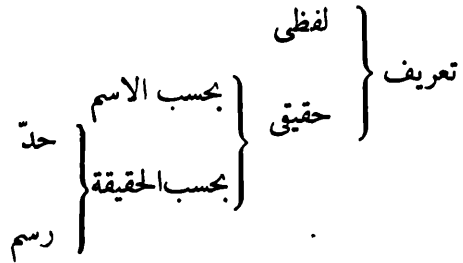 تعريف
لفظى
حقيقى
بحسب الاسم
بحسب الحقيقة
حدّ
رسم